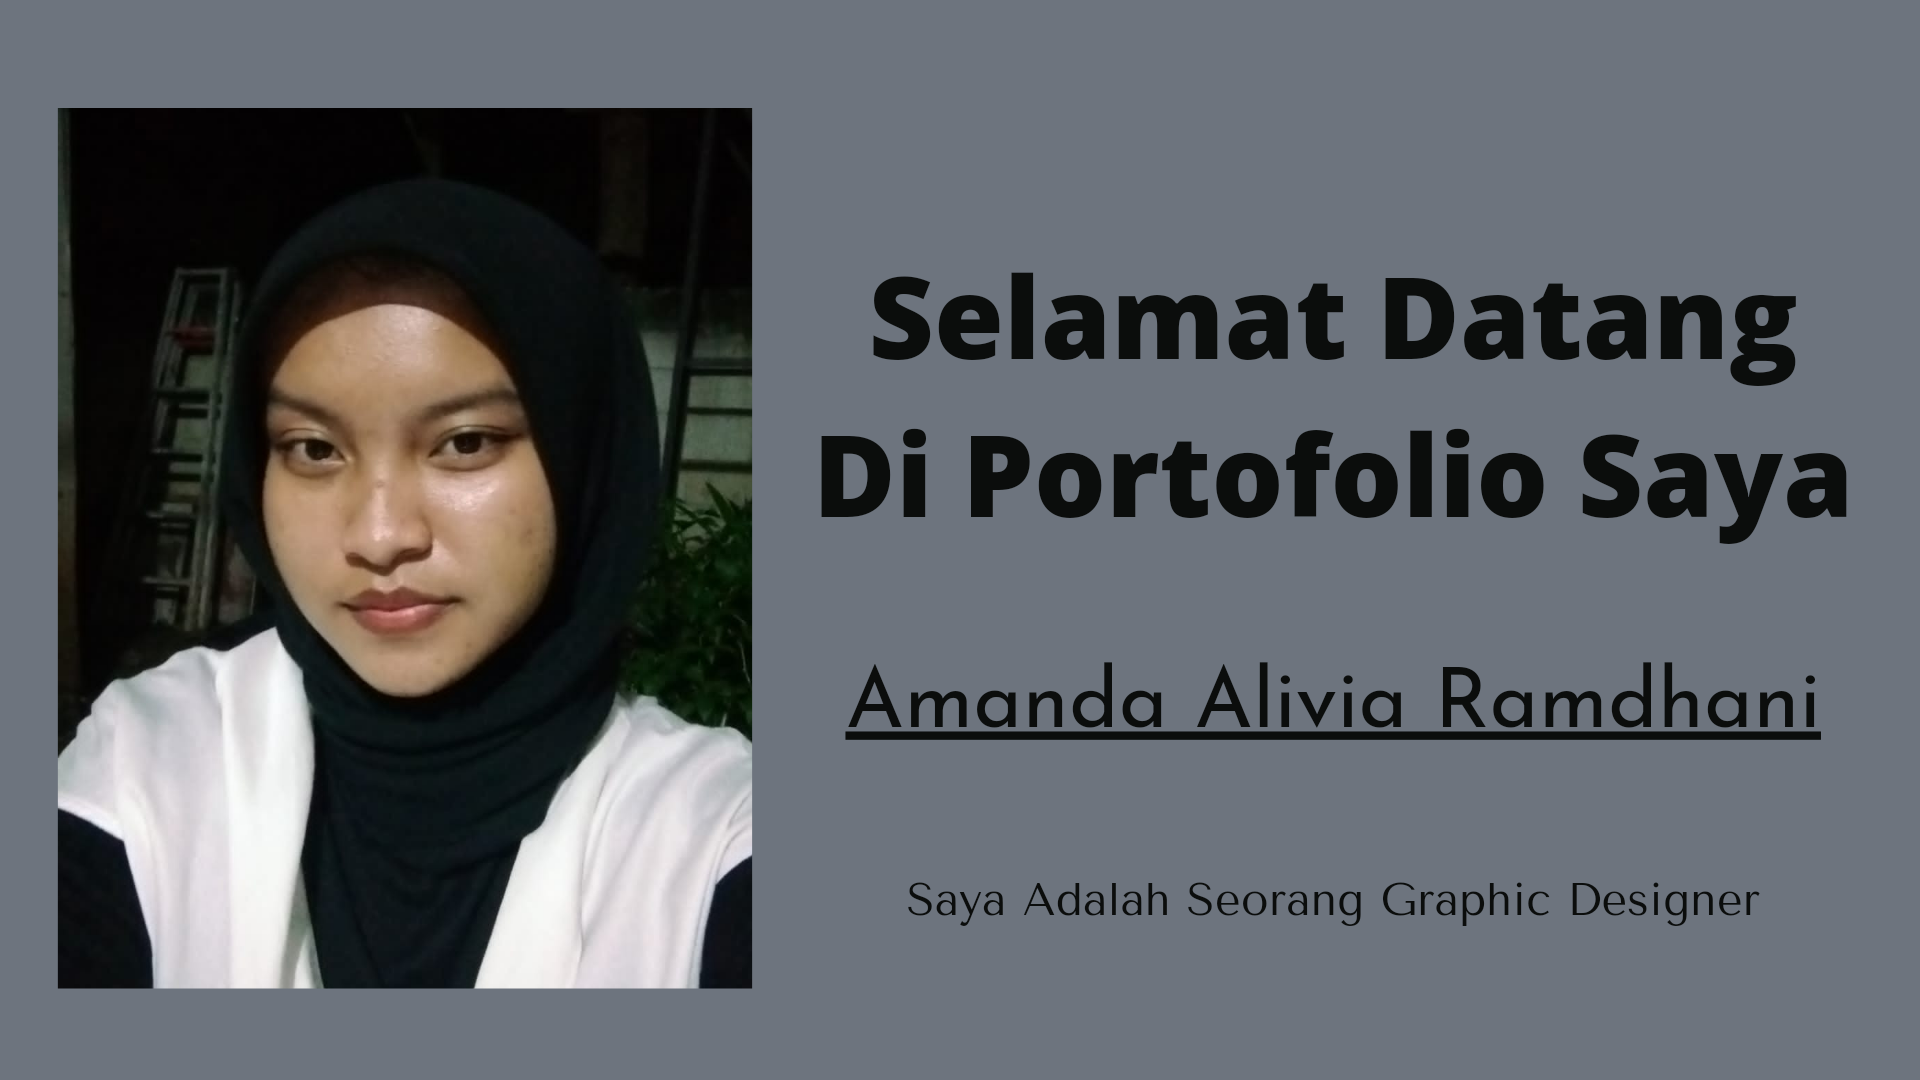 Selamat Datang
Di Portofolio Saya
Amanda Alivia Ramdhani
Saya Adalah Seorang Graphic Designer